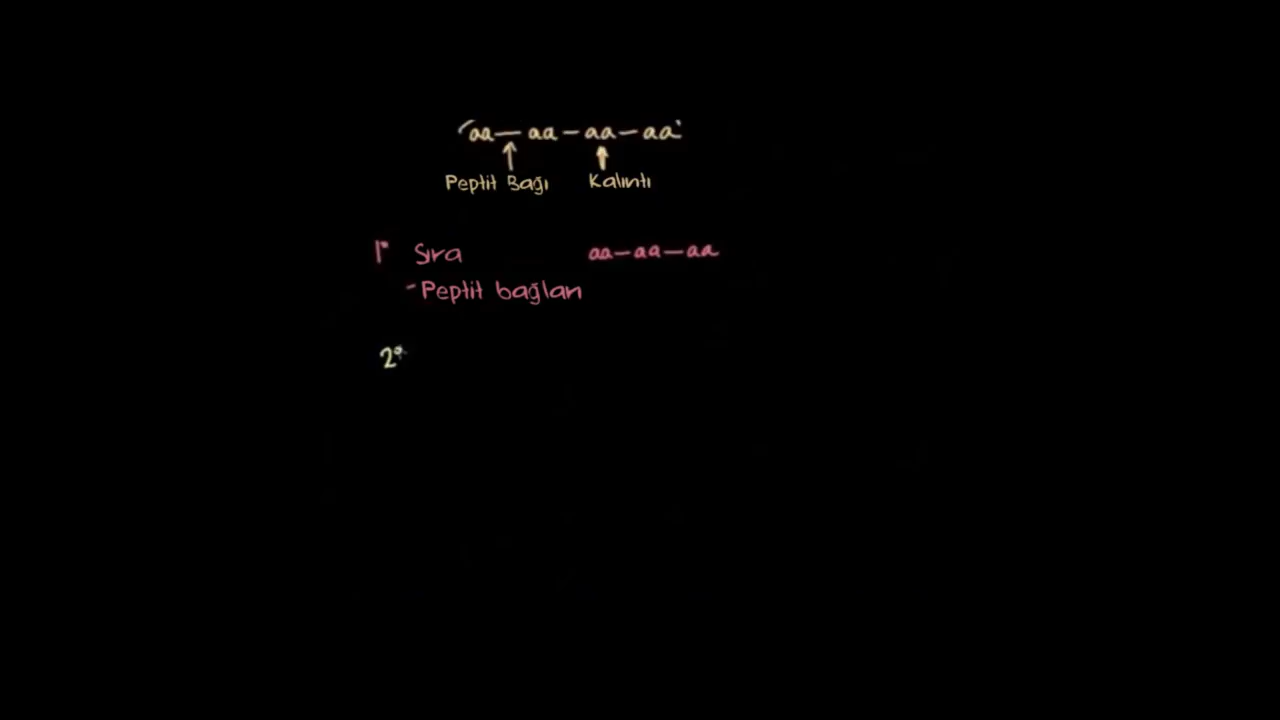 aa — aa — aa — aa
Peptit Bağı Kalıntı
1° Sıra aa — aa — aa
- Peptit bağları
2°